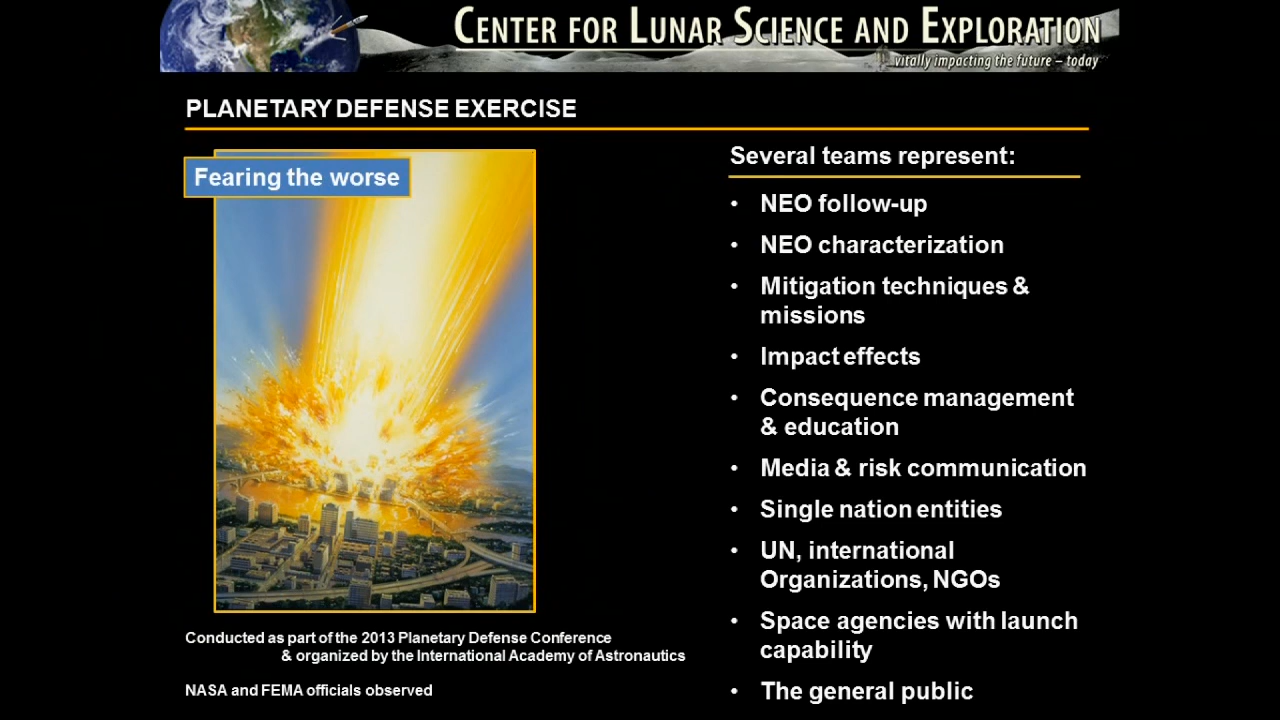 CENTER FOR LUNAR SCIENCE AND EXPLORATION
vitally impacting the future – today
PLANETARY DEFENSE EXERCISE
Fearing the worse
Conducted as part of the 2013 Planetary Defense Conference
& organized by the International Academy of Astronautics
NASA and FEMA officials observed
Several teams represent:
• NEO follow-up
• NEO characterization
• Mitigation techniques &
missions
• Impact effects
• Consequence management
& education
• Media & risk communication
• Single nation entities
• UN, international
Organizations, NGOs
• Space agencies with launch
capability
• The general public